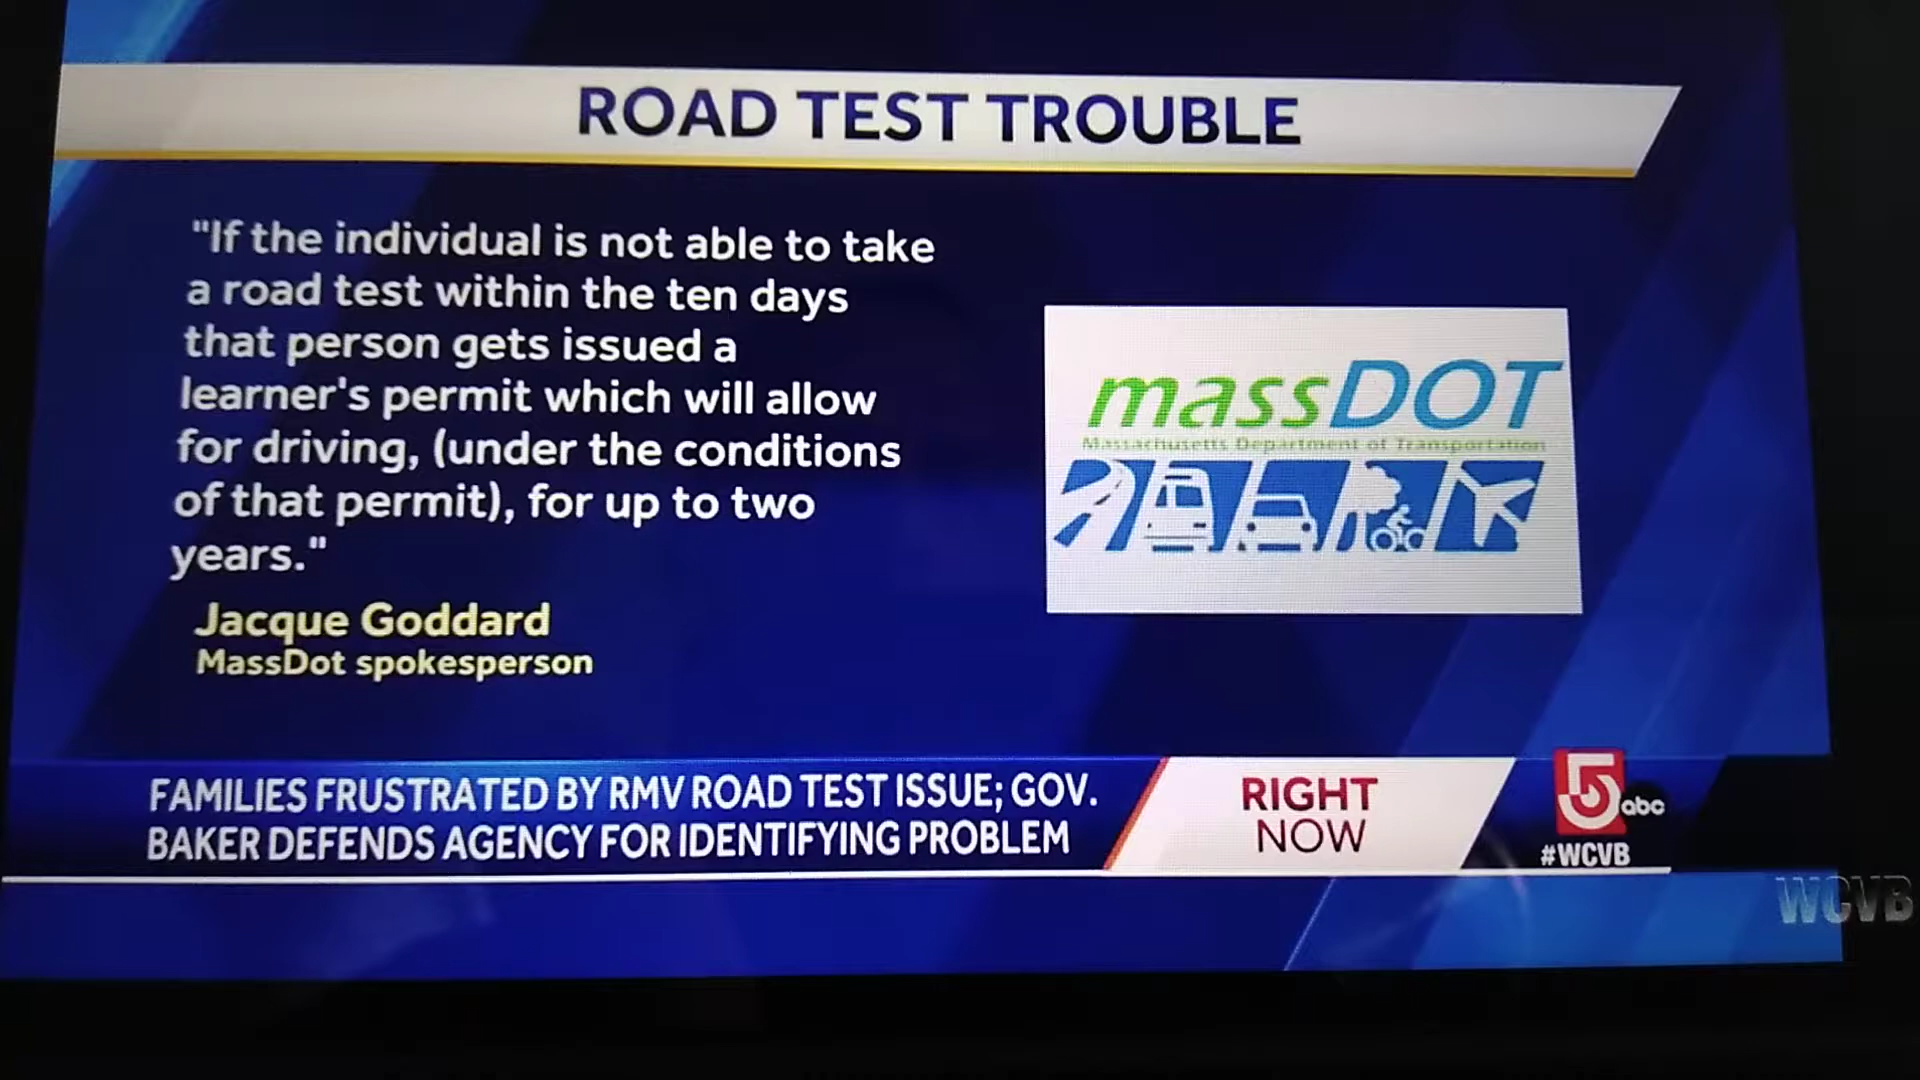 ROAD TEST TROUBLE
"If the individual is not able to take
a road test within the ten days
that person gets issued a
learner's permit which will allow
for driving, (under the conditions
of that permit), for up to two
years."
Jacque Goddard
MassDot spokesperson
massDOT
Massachusetts Department of Transportation
FAMILIES FRUSTRATED BY RMV ROAD TEST ISSUE; GOV.
BAKER DEFENDS AGENCY FOR IDENTIFYING PROBLEM
RIGHT
NOW
5 abc
#WCVB
WCVB